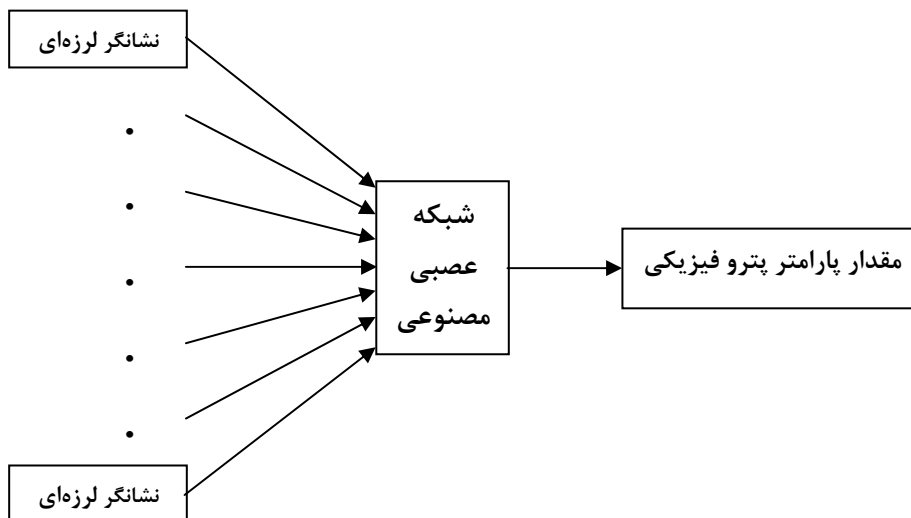 نشانگر لرزه‌ای
شبکه
عصبی
مصنوعی
مقدار پارامتر پترو فیزیکی
نشانگر لرزه‌ای